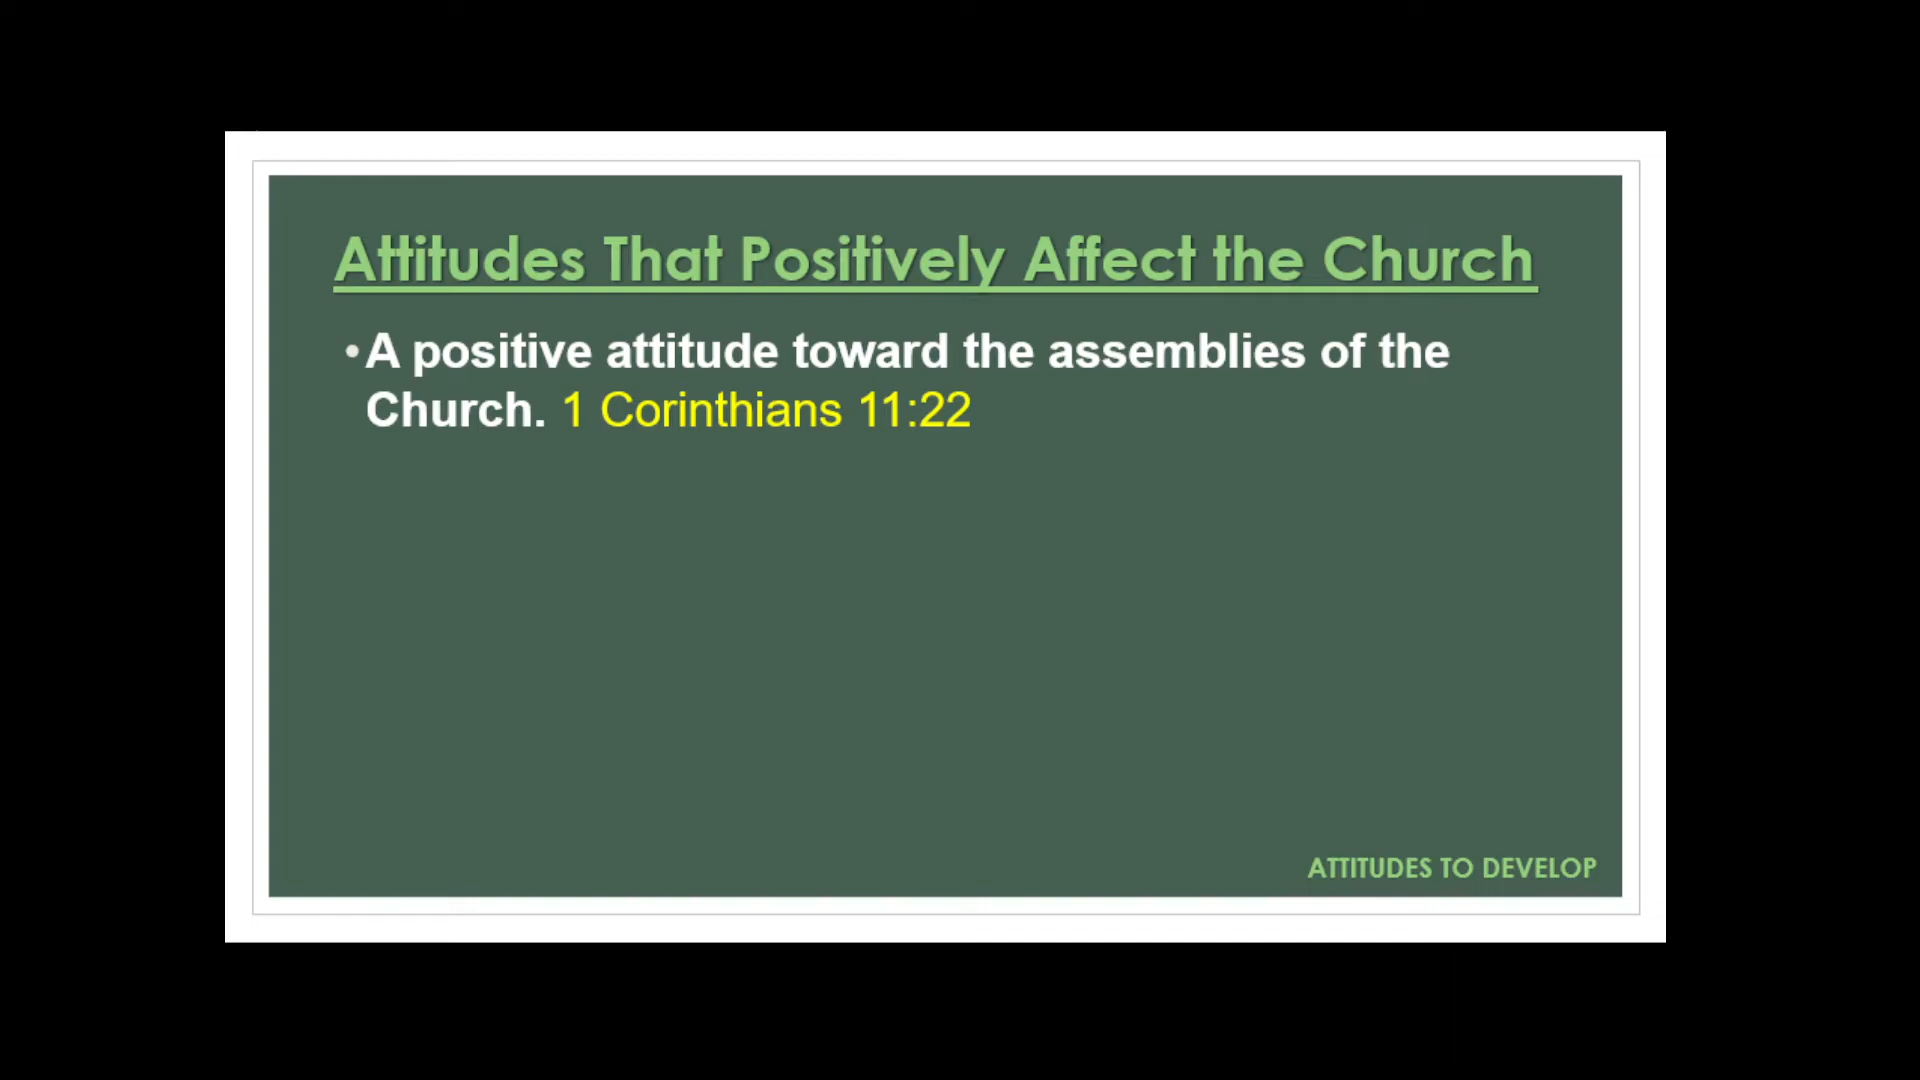 Attitudes That Positively Affect the Church
•A positive attitude toward the assemblies of the
Church. 1 Corinthians 11:22
ATTITUDES TO DEVELOP